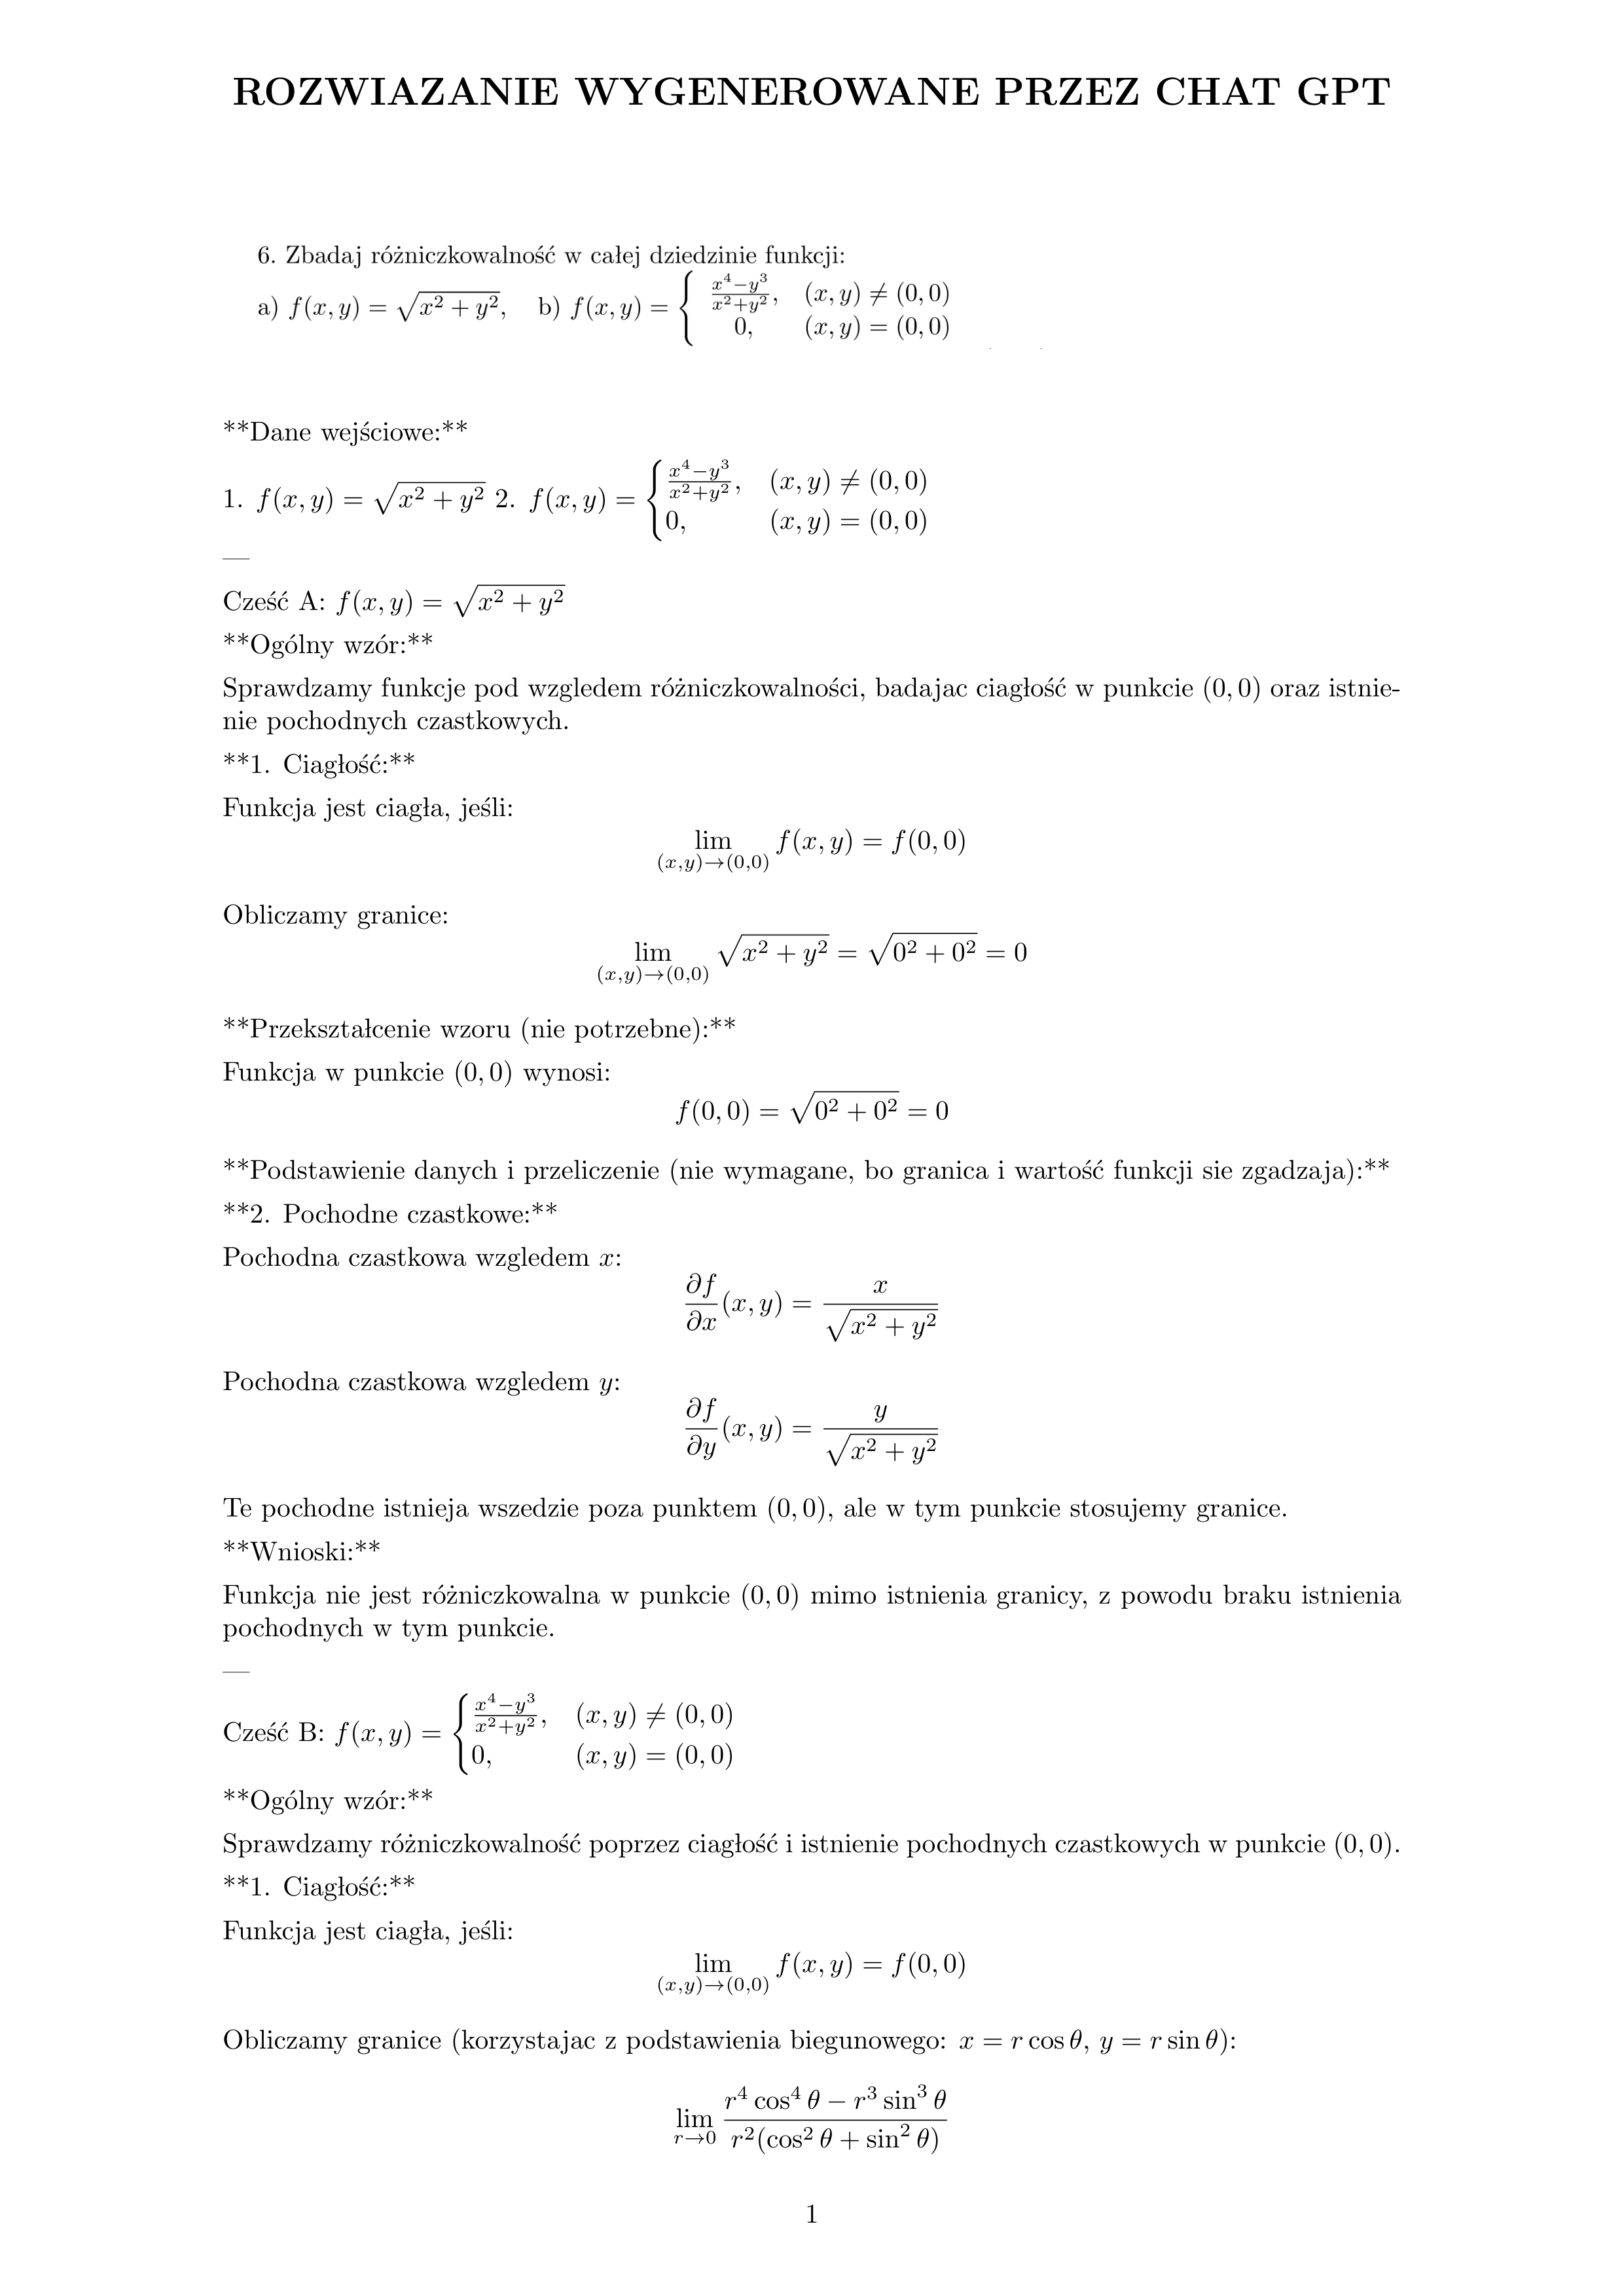 ROZWIAZANIE WYGENEROWANE PRZEZ CHAT GPT
6. Zbadaj różniczkowalność w całej dziedzinie funkcji:
a) $f(x,y)=\sqrt{x^2+y^2}$, b) $f(x,y)=\begin{cases}\frac{x^4-y^3}{x^2+y^2}, & (x,y)\neq(0,0)\\ 0, & (x,y)=(0,0)\end{cases}$
**Dane wejściowe:**
1. $f(x,y)=\sqrt{x^2+y^2}$ 2. $f(x,y)=\begin{cases}\frac{x^4-y^3}{x^2+y^2}, & (x,y)\neq(0,0)\\ 0, & (x,y)=(0,0)\end{cases}$
—
Cześć A: $f(x,y)=\sqrt{x^2+y^2}$
**Ogólny wzór:**
Sprawdzamy funkcje pod wzgledem różniczkowalności, badajac ciagłość w punkcie $(0,0)$ oraz istnie-
nie pochodnych czastkowych.
**1. Ciagłość:**
Funkcja jest ciagła, jeśli:
$\lim_{(x,y)\to(0,0)} f(x,y)=f(0,0)$
Obliczamy granice:
$\lim_{(x,y)\to(0,0)} \sqrt{x^2+y^2}=\sqrt{0^2+0^2}=0$
**Przekształcenie wzoru (nie potrzebne):**
Funkcja w punkcie $(0,0)$ wynosi:
$f(0,0)=\sqrt{0^2+0^2}=0$
**Podstawienie danych i przeliczenie (nie wymagane, bo granica i wartość funkcji sie zgadzaja):**
**2. Pochodne czastkowe:**
Pochodna czastkowa wzgledem $x$:
$\frac{\partial f}{\partial x}(x,y)=\frac{x}{\sqrt{x^2+y^2}}$
Pochodna czastkowa wzgledem $y$:
$\frac{\partial f}{\partial y}(x,y)=\frac{y}{\sqrt{x^2+y^2}}$
Te pochodne istnieja wszedzie poza punktem $(0,0)$, ale w tym punkcie stosujemy granice.
**Wnioski:**
Funkcja nie jest różniczkowalna w punkcie $(0,0)$ mimo istnienia granicy, z powodu braku istnienia
pochodnych w tym punkcie.
—
Cześć B: $f(x,y)=\begin{cases}\frac{x^4-y^3}{x^2+y^2}, & (x,y)\neq(0,0)\\ 0, & (x,y)=(0,0)\end{cases}$
**Ogólny wzór:**
Sprawdzamy różniczkowalność poprzez ciagłość i istnienie pochodnych czastkowych w punkcie $(0,0)$.
**1. Ciagłość:**
Funkcja jest ciagła, jeśli:
$\lim_{(x,y)\to(0,0)} f(x,y)=f(0,0)$
Obliczamy granice (korzystajac z podstawienia biegunowego: $x=r\cos\theta$, $y=r\sin\theta$):
$\lim_{r\to 0} \frac{r^4\cos^4\theta-r^3\sin^3\theta}{r^2(\cos^2\theta+\sin^2\theta)}$
1